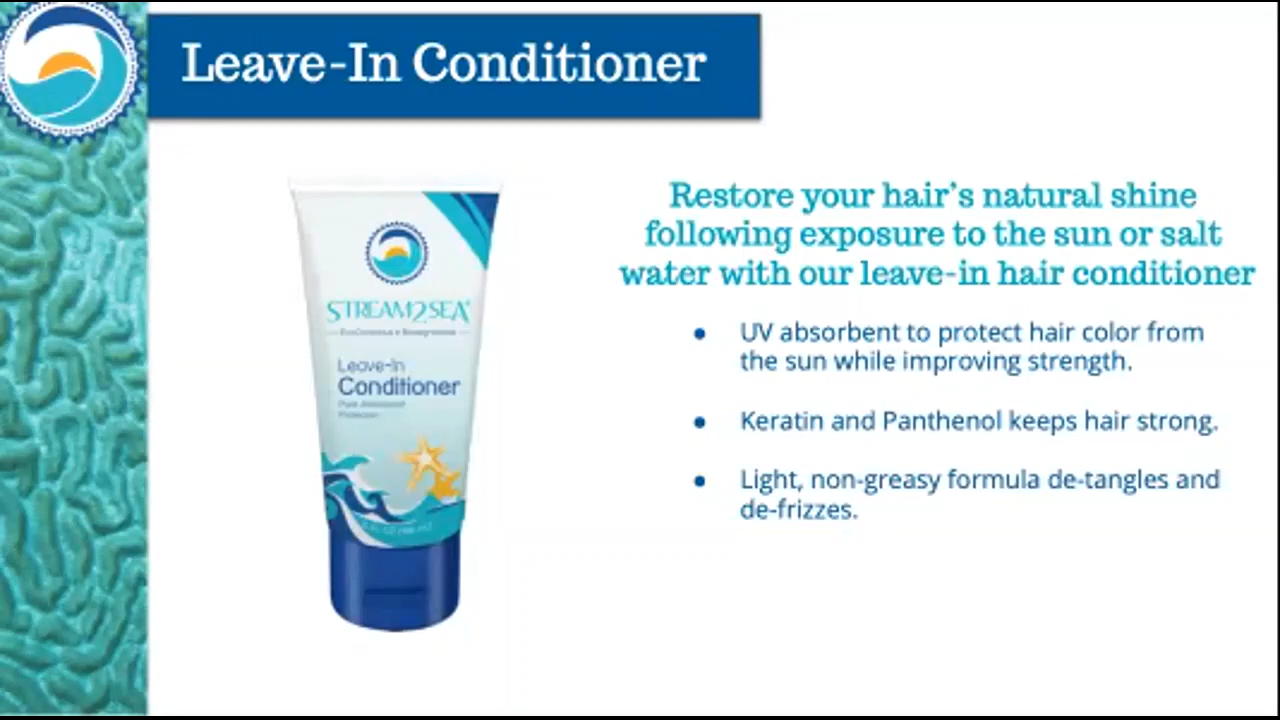 Leave-In Conditioner
Restore your hair's natural shine
following exposure to the sun or salt
water with our leave-in hair conditioner
• UV absorbent to protect hair color from
the sun while improving strength.
• Keratin and Panthenol keeps hair strong.
• Light, non-greasy formula de-tangles and
de-frizzes.
STREAM2SEA
Leave-In
Conditioner